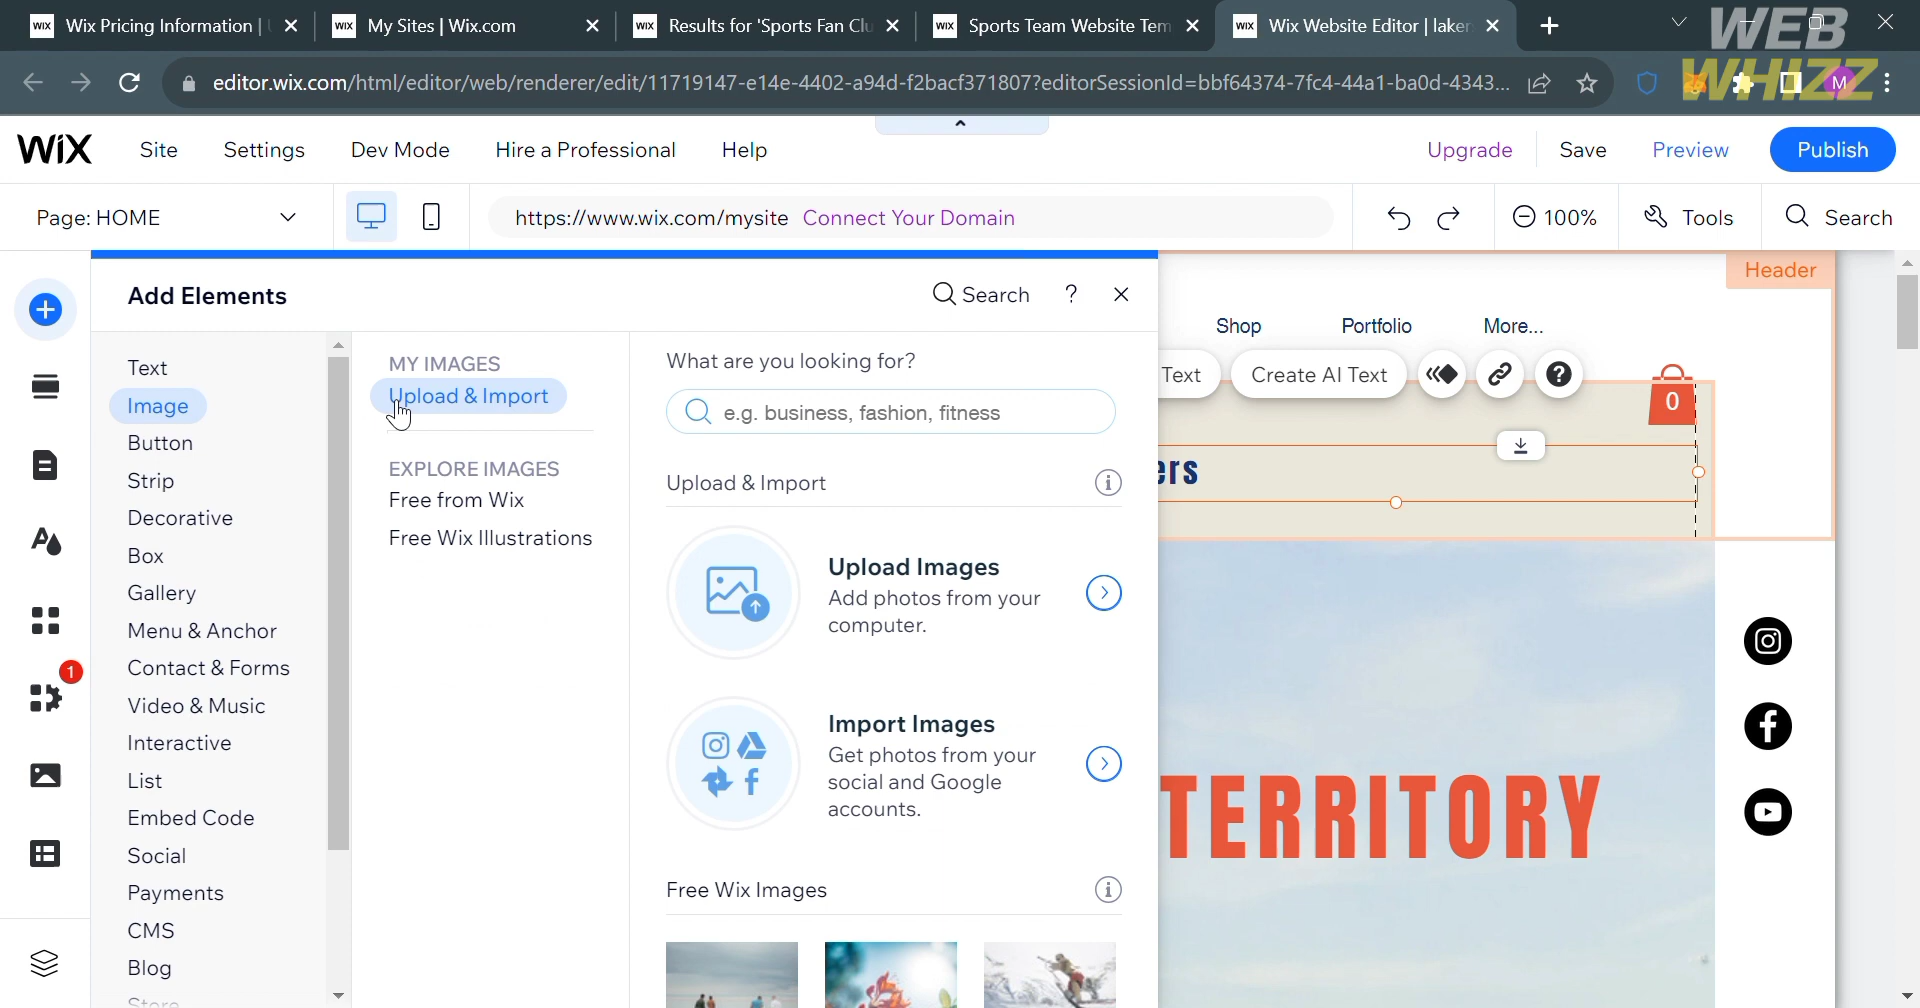 WIX Wix Pricing Information |
WIX My Sites | Wix.com
WIX Results for 'Sports Fan Clu
WIX Sports Team Website Tem
WIX Wix Website Editor | laker
WEB
WHIZZ
editor.wix.com/html/editor/web/renderer/edit/11719147-e14e-4402-a94d-f2bacf371807?editorSessionId=bbf64374-7fc4-44a1-ba0d-4343...
M
WIX Site Settings Dev Mode Hire a Professional Help Upgrade Save Preview Publish
Page: HOME https://www.wix.com/mysite Connect Your Domain 100% Tools Search
Add Elements
Search ?
Header
Text
Image
Button
Strip
Decorative
Box
Gallery
Menu & Anchor
Contact & Forms
Video & Music
Interactive
List
Embed Code
Social
Payments
CMS
Blog
Store
1
MY IMAGES
Upload & Import
EXPLORE IMAGES
Free from Wix
Free Wix Illustrations
What are you looking for?
e.g. business, fashion, fitness
Upload & Import
Upload Images
Add photos from your
computer.
Import Images
Get photos from your
social and Google
accounts.
Free Wix Images
Shop Portfolio More...
Text Create AI Text ?
0
ers
TERRITORY